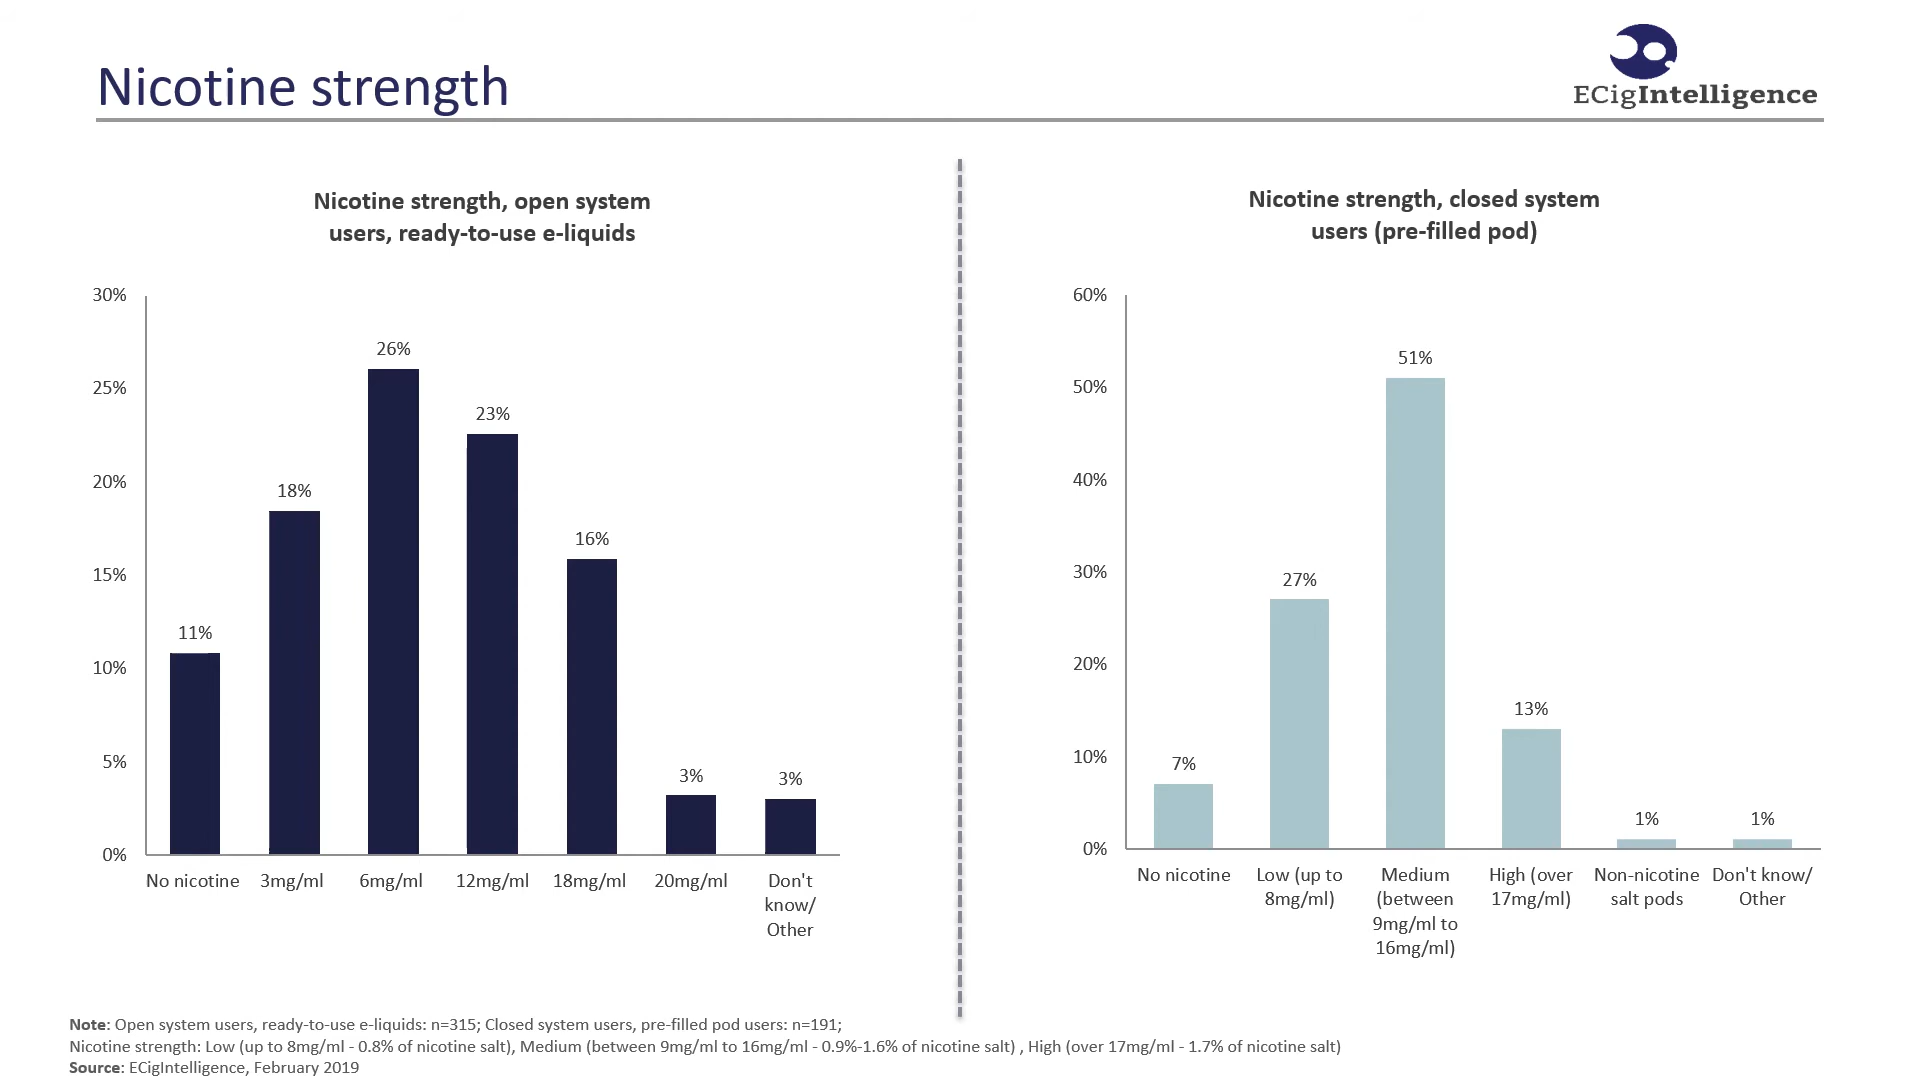 Nicotine strength
ECigIntelligence
Nicotine strength, open system
users, ready-to-use e-liquids
30%
25%
20%
15%
10%
5%
0%
11%
18%
26%
23%
16%
3%
3%
No nicotine
3mg/ml
6mg/ml
12mg/ml
18mg/ml
20mg/ml
Don't
know/
Other
Nicotine strength, closed system
users (pre-filled pod)
60%
50%
40%
30%
20%
10%
0%
7%
27%
51%
13%
1%
1%
No nicotine
Low (up to
8mg/ml)
Medium
(between
9mg/ml to
16mg/ml)
High (over
17mg/ml)
Non-nicotine
salt pods
Don't know/
Other
Note: Open system users, ready-to-use e-liquids: n=315; Closed system users, pre-filled pod users: n=191;
Nicotine strength: Low (up to 8mg/ml - 0.8% of nicotine salt), Medium (between 9mg/ml to 16mg/ml - 0.9%-1.6% of nicotine salt) , High (over 17mg/ml - 1.7% of nicotine salt)
Source: ECigIntelligence, February 2019